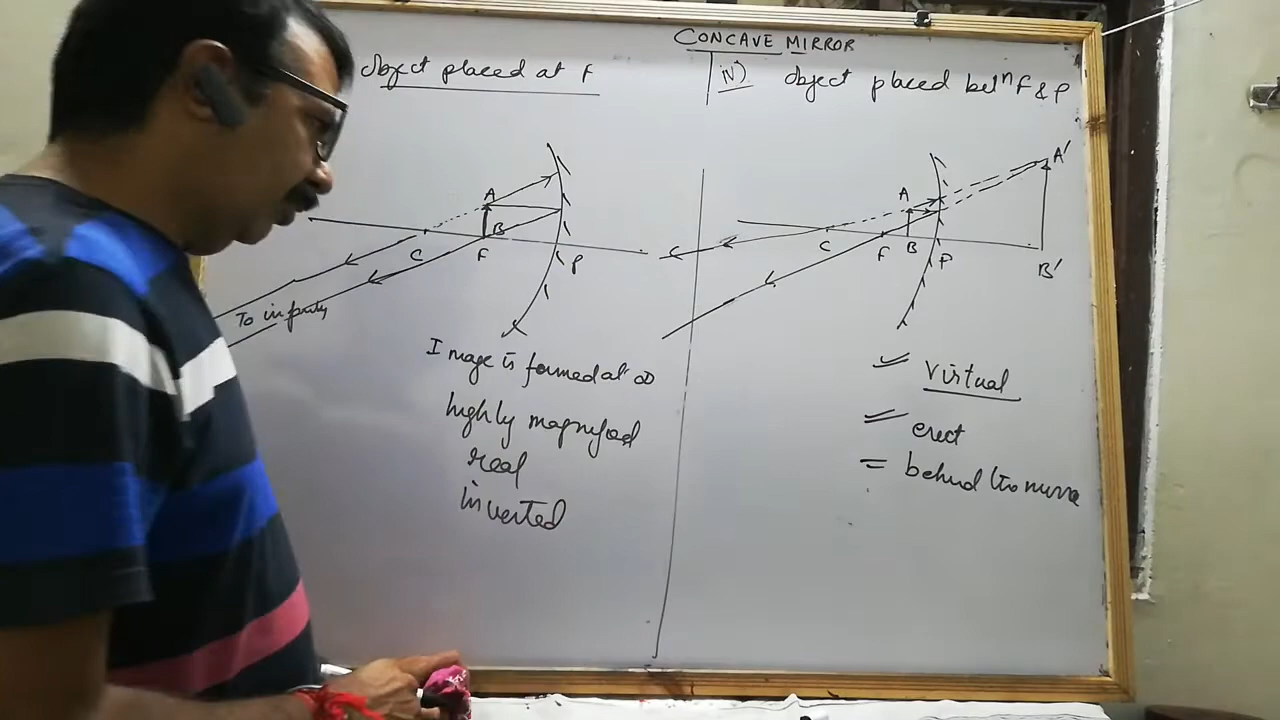 CONCAVE MIRROR
object placed at F
IV) object placed betⁿ F & P
A
B
C
F
P
To infinity
Image is formed at ∞
highly magnified
real
inverted
A
A'
C
F
B
P
B'
virtual
erect
behind the mirror